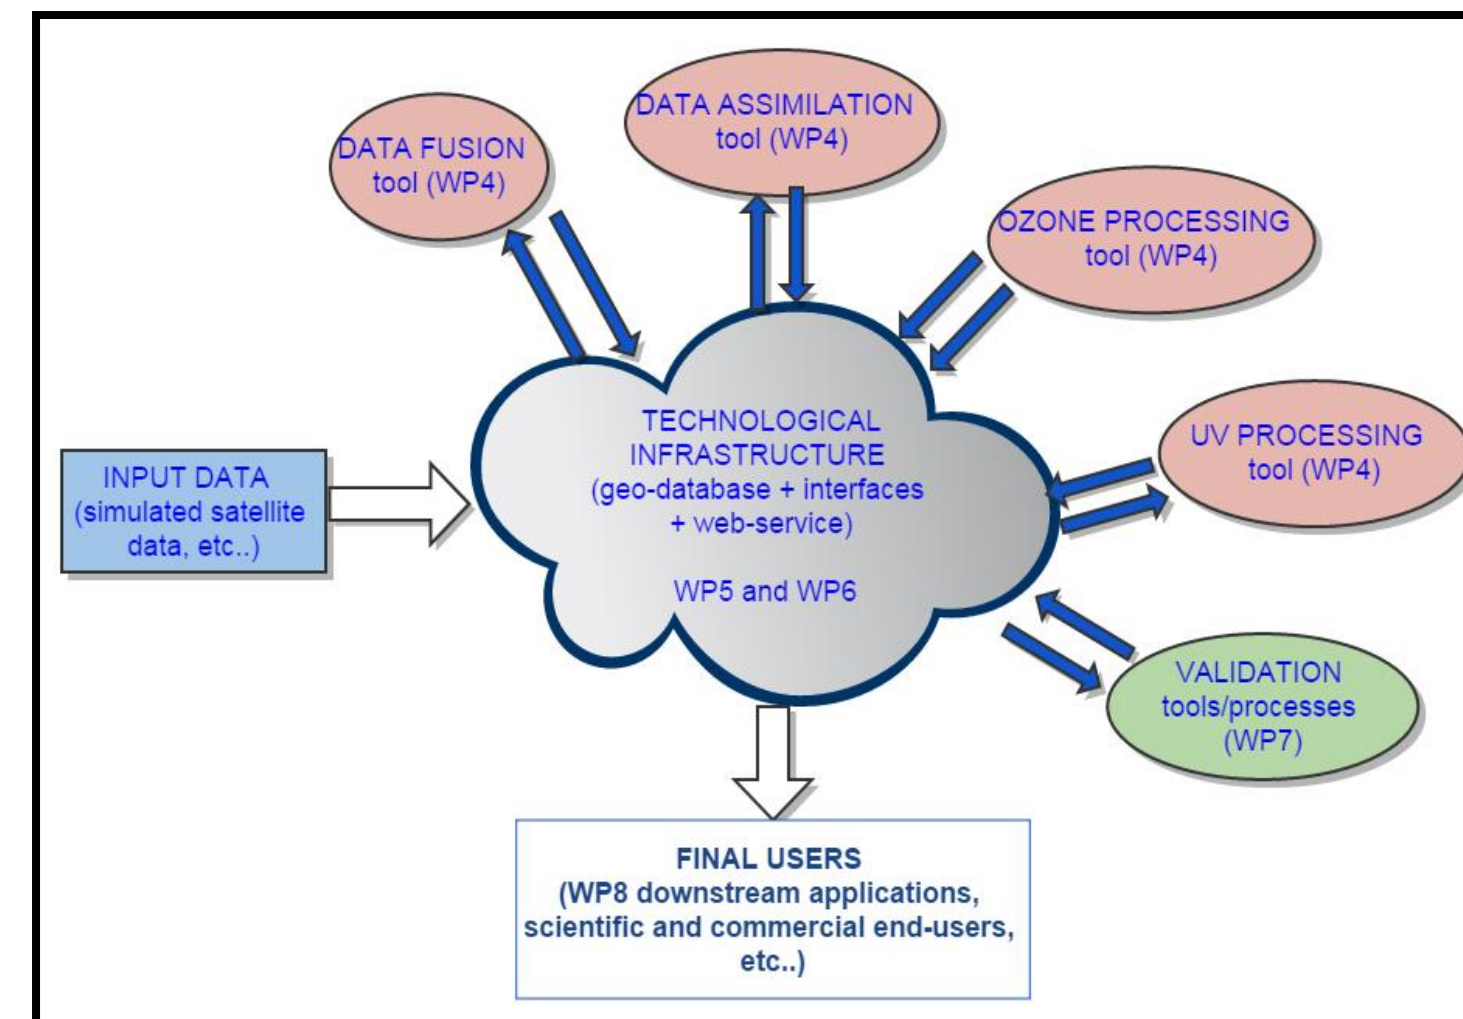 DATA ASSIMILATION
tool (WP4)
DATA FUSION
tool (WP4)
OZONE PROCESSING
tool (WP4)
TECHNOLOGICAL
INFRASTRUCTURE
(geo-database + interfaces
+ web-service)
WP5 and WP6
UV PROCESSING
tool (WP4)
INPUT DATA
(simulated satellite
data, etc..)
VALIDATION
tools/processes
(WP7)
FINAL USERS
(WP8 downstream applications,
scientific and commercial end-users,
etc..)